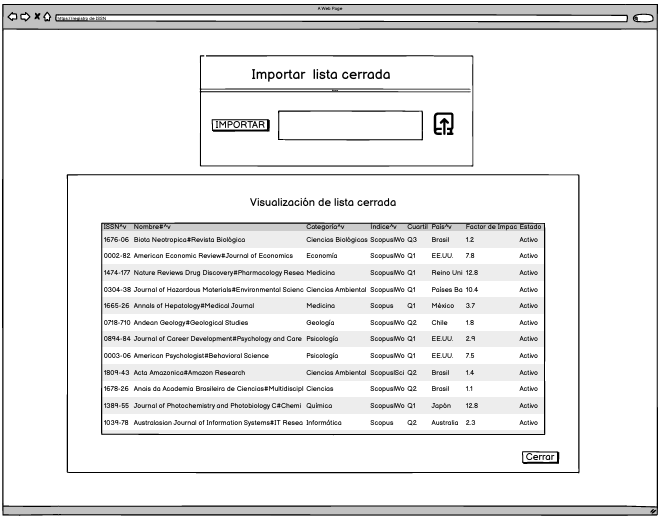 A Web Page
https://registro de ISSN
Importar lista cerrada
IMPORTAR
Visualización de lista cerrada
ISSN^v Nombre#^v Categoría^v Índice^v Cuartil País^v Factor de Impac Estado
1676-06 Biota Neotropica#Revista Biológica Ciencias Biológicas Scopus|Wo Q3 Brasil 1.2 Activo
0002-82 American Economic Review#Journal of Economics Economía Scopus|Wo Q1 EE.UU. 7.8 Activo
1474-177 Nature Reviews Drug Discovery#Pharmacology Resea Medicina Scopus|Wo Q1 Reino Uni 12.8 Activo
0304-38 Journal of Hazardous Materials#Environmental Scienc Ciencias Ambiental Scopus|Wo Q1 Países Ba 10.4 Activo
1665-26 Annals of Hepatology#Medical Journal Medicina Scopus Q1 México 3.7 Activo
0718-710 Andean Geology#Geological Studies Geología Scopus|Wo Q2 Chile 1.8 Activo
0894-84 Journal of Career Development#Psychology and Care Psicología Scopus|Wo Q1 EE.UU. 2.9 Activo
0003-06 American Psychologist#Behavioral Science Psicología Scopus|Wo Q1 EE.UU. 7.5 Activo
1809-43 Acta Amazonica#Amazon Research Ciencias Ambiental Scopus|Sci Q2 Brasil 1.4 Activo
1678-26 Anais da Academia Brasileira de Ciencias#Multidiscipl Ciencias Scopus|Wo Q2 Brasil 1.1 Activo
1389-55 Journal of Photochemistry and Photobiology C#Chemi Química Scopus|Wo Q1 Japón 12.8 Activo
1039-78 Australasian Journal of Information Systems#IT Resea Informática Scopus Q2 Australia 2.3 Activo
Cerrar